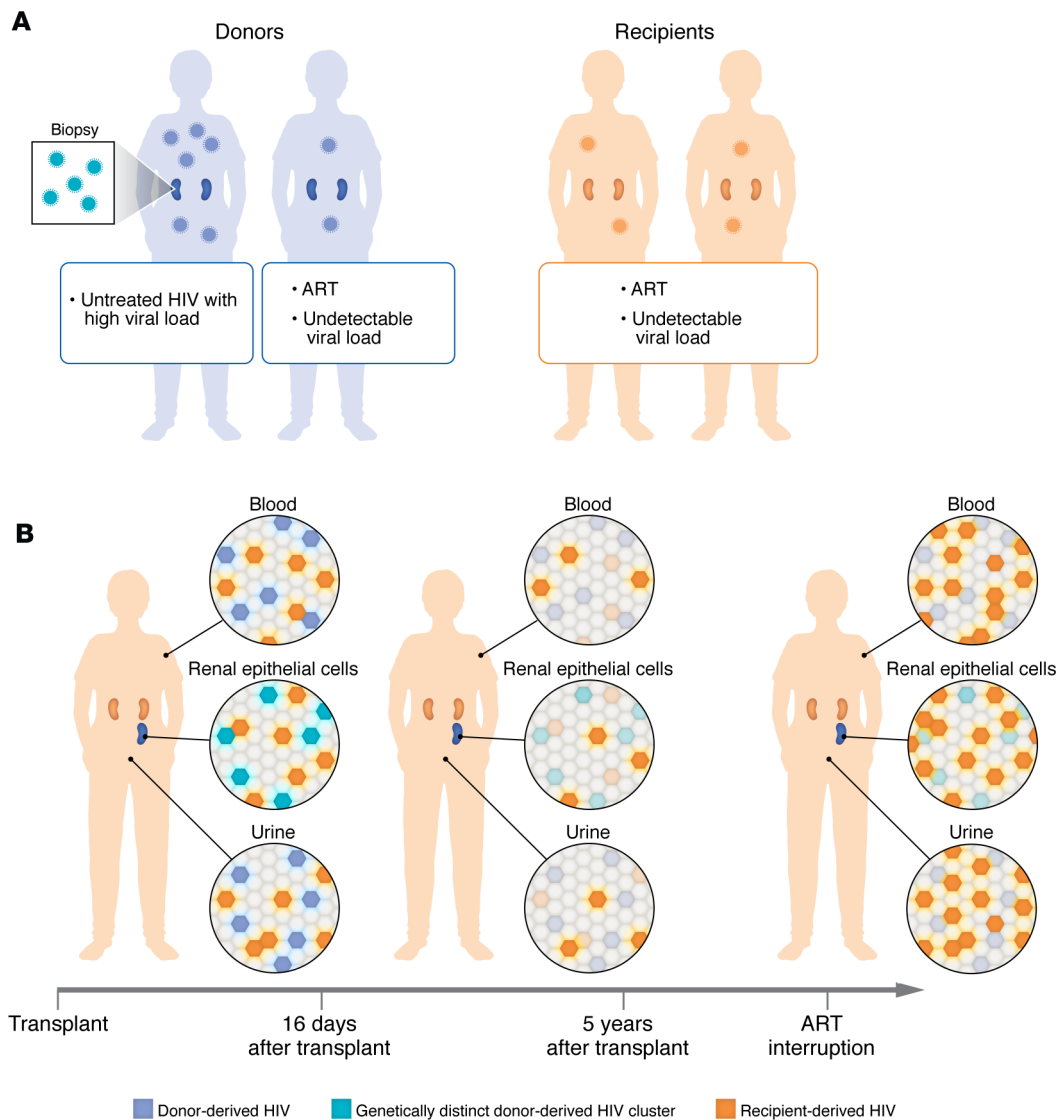 A
Donors
Recipients
Biopsy
• Untreated HIV with
high viral load
• ART
• Undetectable
viral load
• ART
• Undetectable
viral load
B
Blood
Blood
Blood
Renal epithelial cells
Renal epithelial cells
Renal epithelial cells
Urine
Urine
Urine
Transplant
16 days
after transplant
5 years
after transplant
ART
interruption
Donor-derived HIV
Genetically distinct donor-derived HIV cluster
Recipient-derived HIV